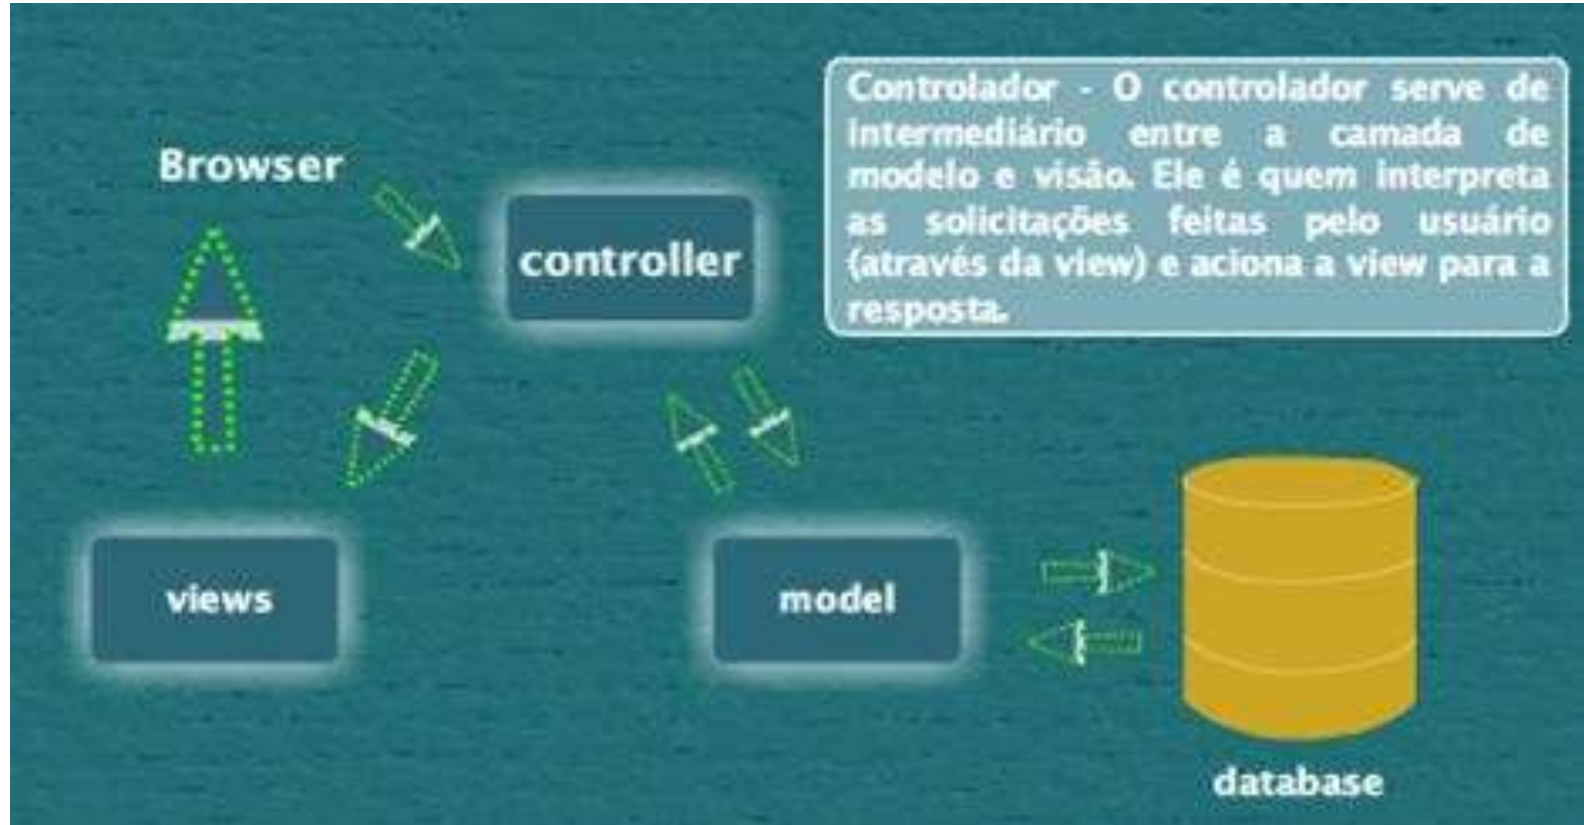 Controlador - O controlador serve de
intermediário entre a camada de
modelo e visão. Ele é quem interpreta
as solicitações feitas pelo usuário
(através da view) e aciona a view para a
resposta.
Browser
controller
views
model
database